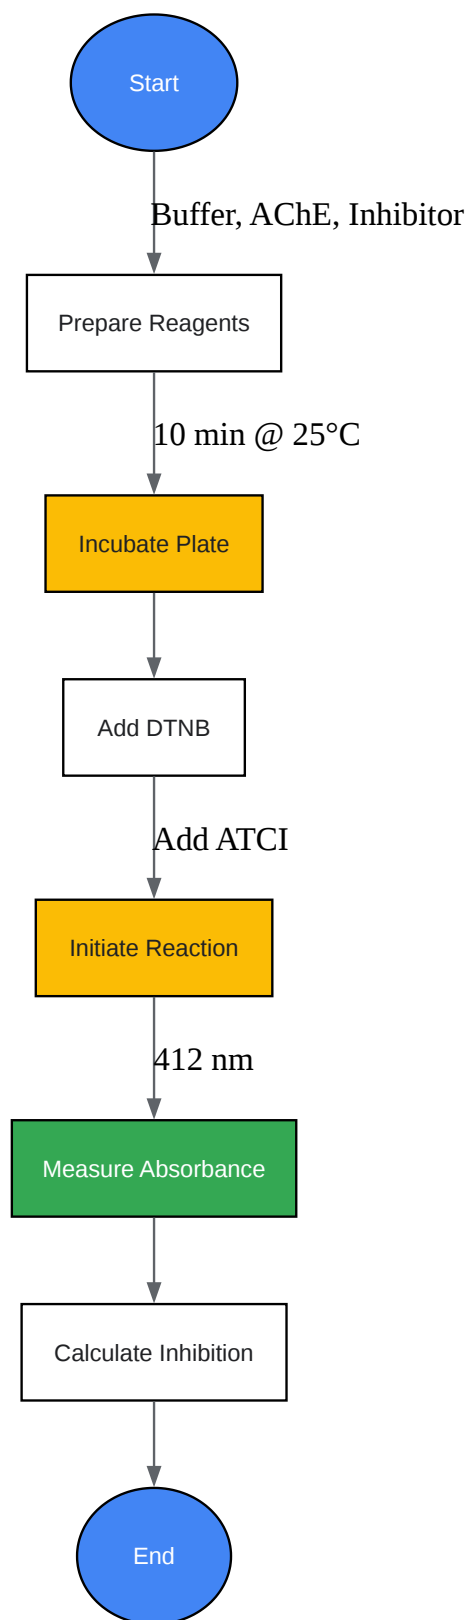 Start
Buffer, AChE, Inhibitor
Prepare Reagents
10 min @ 25°C
Incubate Plate
Add DTNB
Add ATCI
Initiate Reaction
412 nm
Measure Absorbance
Calculate Inhibition
End